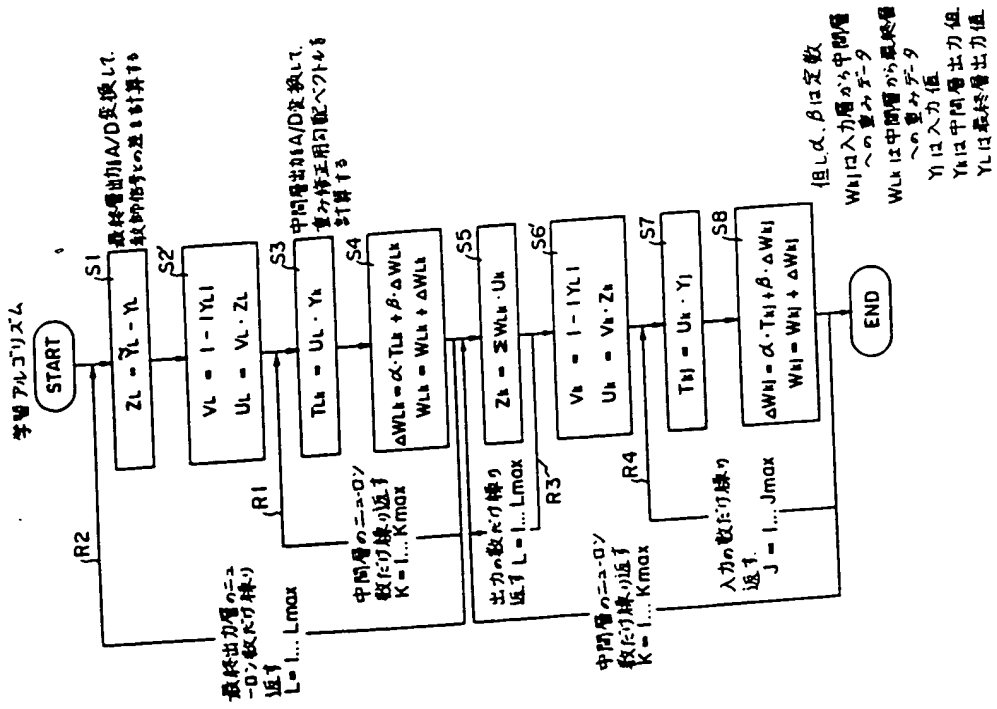 学習アルゴリズム
START
S1
ZL = ỸL - YL
最終層出力をA/D変換して、
教師信号との差を計算する
S2'
VL = 1 - |YL|
UL = VL · ZL
S3
TLk = UL · Yk
中間層出力をA/D変換して、
重み修正用勾配ベクトルを
計算する
S4
ΔWLk = α·TLk + β·ΔWLk
WLk = WLk + ΔWLk
S5
Zk = ΣWLk · Uk
S6'
Vk = 1 - |YLl
Uk = Vk · Zk
S7
Tkj = Uk · Yj
S8
ΔWkj = α·Tkj + β·ΔWkj
Wkj = Wkj + ΔWkj
END
R2
最終出力層のニュ
-ロン数だけ繰り
返す
L = 1... Lmax
R1
中間層のニューロン
数だけ繰り返す
K = 1... Kmax
出力の数だけ繰り
返す L = 1... Lmax
R3
中間層のニューロン
数だけ繰り返す
K = 1... Kmax
R4
入力の数だけ繰り
返す
J = 1... Jmax
但し α、βは定数
Wkjは入力層から中間層
への重みデータ
WLkは中間層から最終層
への重みデータ
Yjは入力値
Ykは中間層出力値
YLは最終層出力値